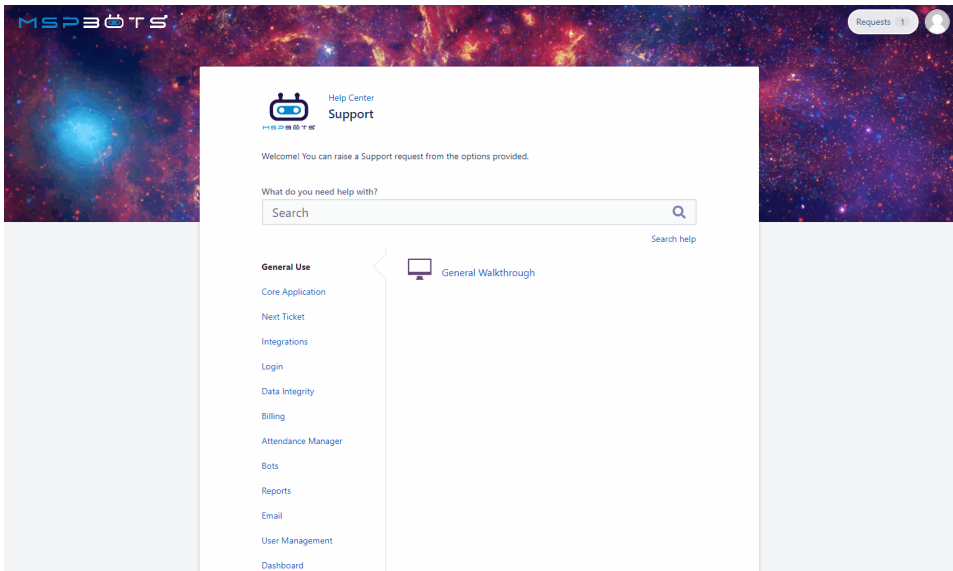 MSPBOTS
Requests 1
Help Center
Support
MSPBOTS
Welcome! You can raise a Support request from the options provided.
What do you need help with?
Search
Search help
General Use
General Walkthrough
Core Application
Next Ticket
Integrations
Login
Data Integrity
Billing
Attendance Manager
Bots
Reports
Email
User Management
Dashboard